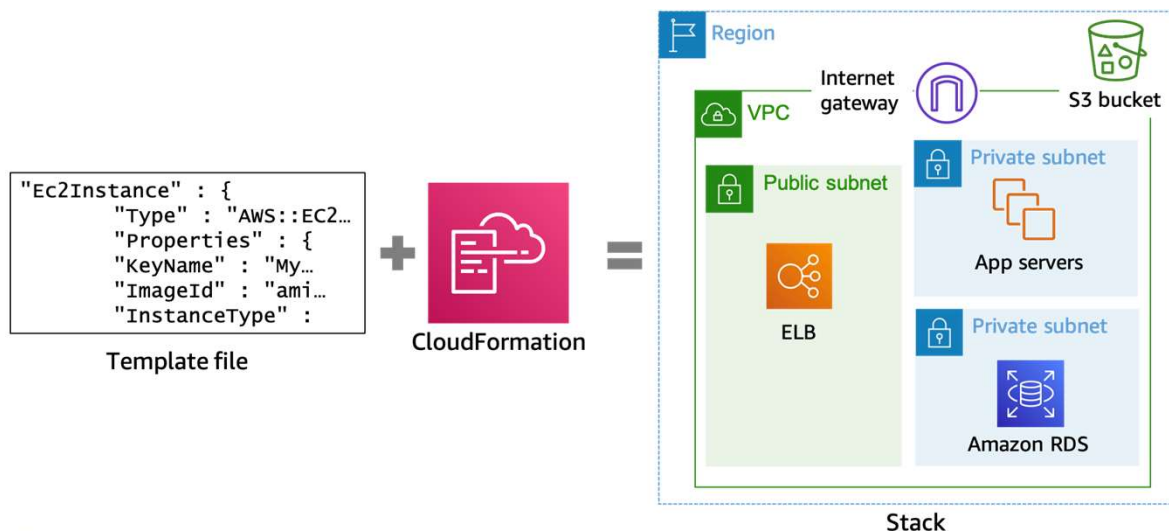 "Ec2Instance" : {
"Type" : "AWS::EC2…
"Properties" : {
"KeyName" : "My…
"ImageId" : "ami…
"InstanceType" :
Template file
CloudFormation
Region
Internet
gateway
S3 bucket
VPC
Public subnet
ELB
Private subnet
App servers
Private subnet
Amazon RDS
Stack